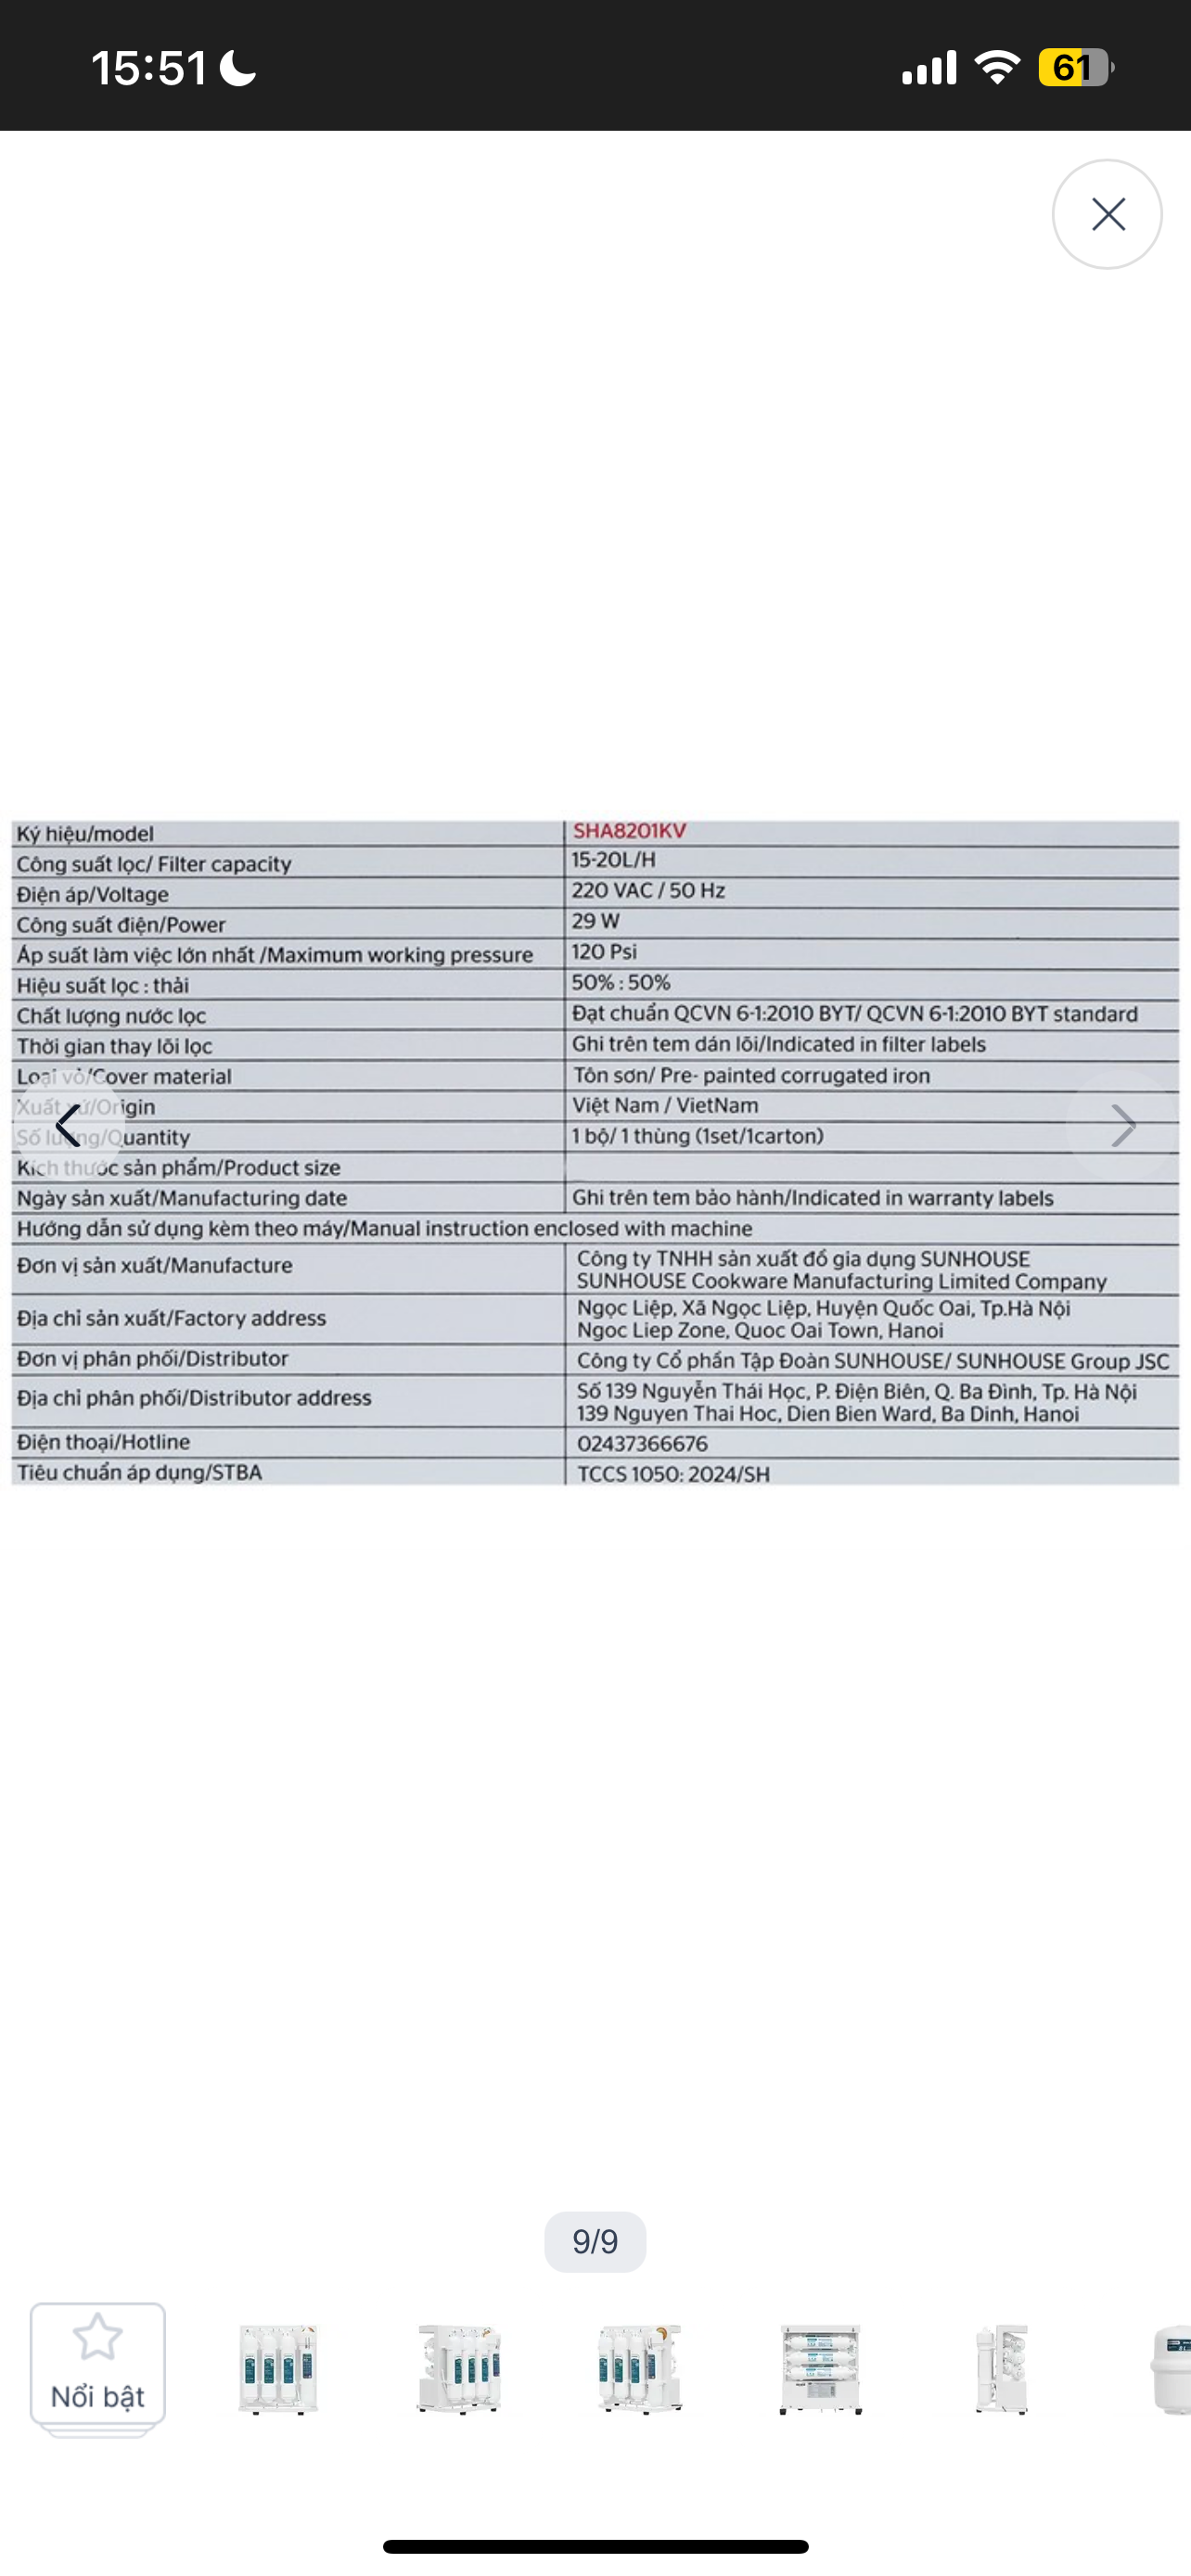 15:51
61
Ký hiệu/model SHA8201KV
Công suất lọc/ Filter capacity 15-20L/H
Điện áp/Voltage 220 VAC / 50 Hz
Công suất điện/Power 29 W
Áp suất làm việc lớn nhất /Maximum working pressure 120 Psi
Hiệu suất lọc : thải 50% : 50%
Chất lượng nước lọc Đạt chuẩn QCVN 6-1:2010 BYT/ QCVN 6-1:2010 BYT standard
Thời gian thay lõi lọc Ghi trên tem dán lõi/Indicated in filter labels
Loại vỏ/Cover material Tôn sơn/ Pre- painted corrugated iron
Xuất xứ/Origin Việt Nam / VietNam
Số lượng/Quantity 1 bộ/ 1 thùng (1set/1carton)
Kích thước sản phẩm/Product size
Ngày sản xuất/Manufacturing date Ghi trên tem bảo hành/Indicated in warranty labels
Hướng dẫn sử dụng kèm theo máy/Manual instruction enclosed with machine
Đơn vị sản xuất/Manufacture Công ty TNHH sản xuất đồ gia dụng SUNHOUSE
SUNHOUSE Cookware Manufacturing Limited Company
Địa chỉ sản xuất/Factory address Ngọc Liệp, Xã Ngọc Liệp, Huyện Quốc Oai, Tp.Hà Nội
Ngoc Liep Zone, Quoc Oai Town, Hanoi
Đơn vị phân phối/Distributor Công ty Cổ phần Tập Đoàn SUNHOUSE/ SUNHOUSE Group JSC
Địa chỉ phân phối/Distributor address Số 139 Nguyễn Thái Học, P. Điện Biên, Q. Ba Đình, Tp. Hà Nội
139 Nguyen Thai Hoc, Dien Bien Ward, Ba Dinh, Hanoi
Điện thoại/Hotline 02437366676
Tiêu chuẩn áp dụng/STBA TCCS 1050: 2024/SH
9/9
Nổi bật